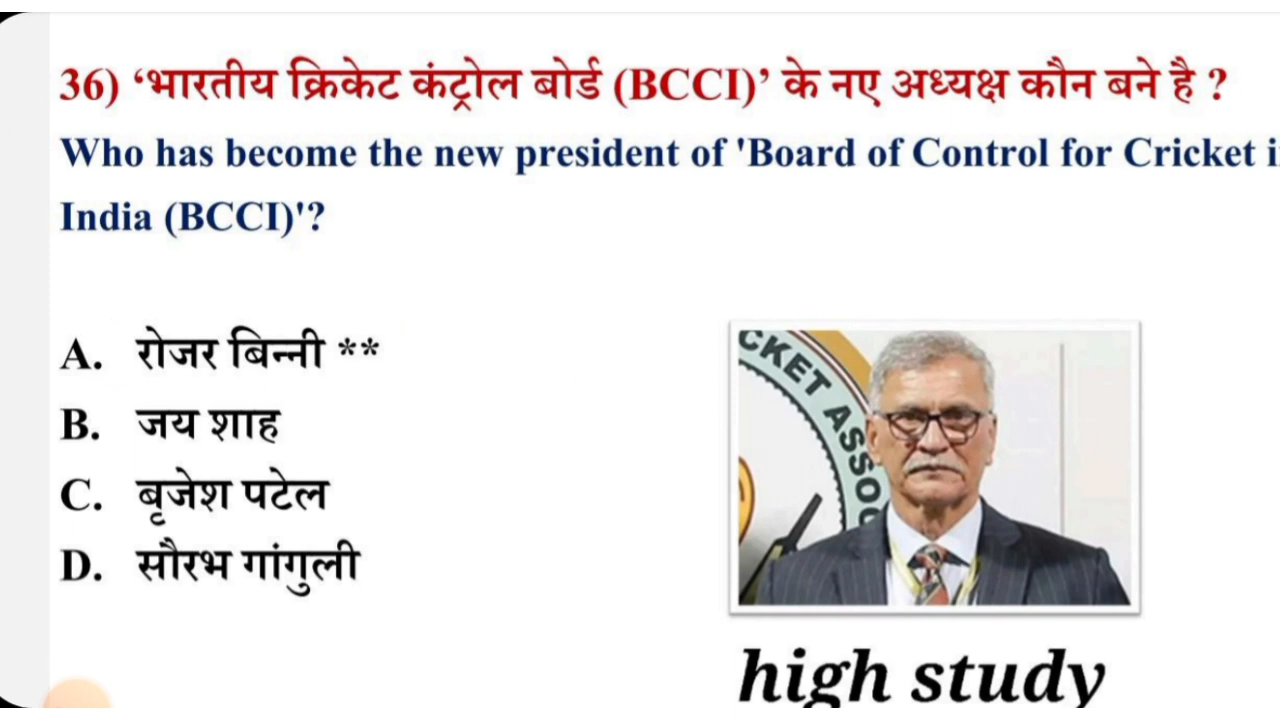 36) ‘भारतीय क्रिकेट कंट्रोल बोर्ड (BCCI)’ के नए अध्यक्ष कौन बने है ?
Who has become the new president of 'Board of Control for Cricket
India (BCCI)'?
A. रोजर बिन्नी **
B. जय शाह
C. बृजेश पटेल
D. सौरभ गांगुली
CKET ASSOC
high study